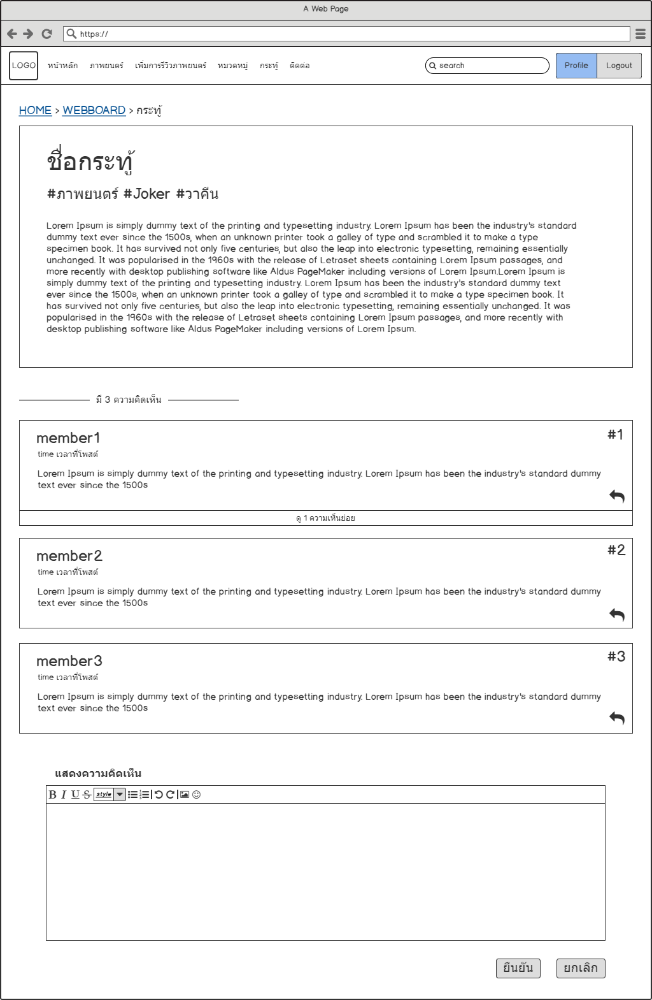 A Web Page
https://
LOGO หน้าหลัก ภาพยนตร์ เพิ่มการรีวิวภาพยนตร์ หมวดหมู่ กระทู้ ติดต่อ search Profile Logout
HOME > WEBBOARD > กระทู้
ชื่อกระทู้
#ภาพยนตร์ #Joker #วาคีน
Lorem Ipsum is simply dummy text of the printing and typesetting industry. Lorem Ipsum has been the industry's standard
dummy text ever since the 1500s, when an unknown printer took a galley of type and scrambled it to make a type
specimen book. It has survived not only five centuries, but also the leap into electronic typesetting, remaining essentially
unchanged. It was popularised in the 1960s with the release of Letraset sheets containing Lorem Ipsum passages, and
more recently with desktop publishing software like Aldus PageMaker including versions of Lorem Ipsum.Lorem Ipsum is
simply dummy text of the printing and typesetting industry. Lorem Ipsum has been the industry's standard dummy text
ever since the 1500s, when an unknown printer took a galley of type and scrambled it to make a type specimen book. It
has survived not only five centuries, but also the leap into electronic typesetting, remaining essentially unchanged. It was
popularised in the 1960s with the release of Letraset sheets containing Lorem Ipsum passages, and more recently with
desktop publishing software like Aldus PageMaker including versions of Lorem Ipsum.
มี 3 ความคิดเห็น
member1 #1
time เวลาที่โพสต์
Lorem Ipsum is simply dummy text of the printing and typesetting industry. Lorem Ipsum has been the industry's standard dummy
text ever since the 1500s
ดู 1 ความเห็นย่อย
member2 #2
time เวลาที่โพสต์
Lorem Ipsum is simply dummy text of the printing and typesetting industry. Lorem Ipsum has been the industry's standard dummy
text ever since the 1500s
member3 #3
time เวลาที่โพสต์
Lorem Ipsum is simply dummy text of the printing and typesetting industry. Lorem Ipsum has been the industry's standard dummy
text ever since the 1500s
แสดงความคิดเห็น
B I U S style
ยืนยัน ยกเลิก